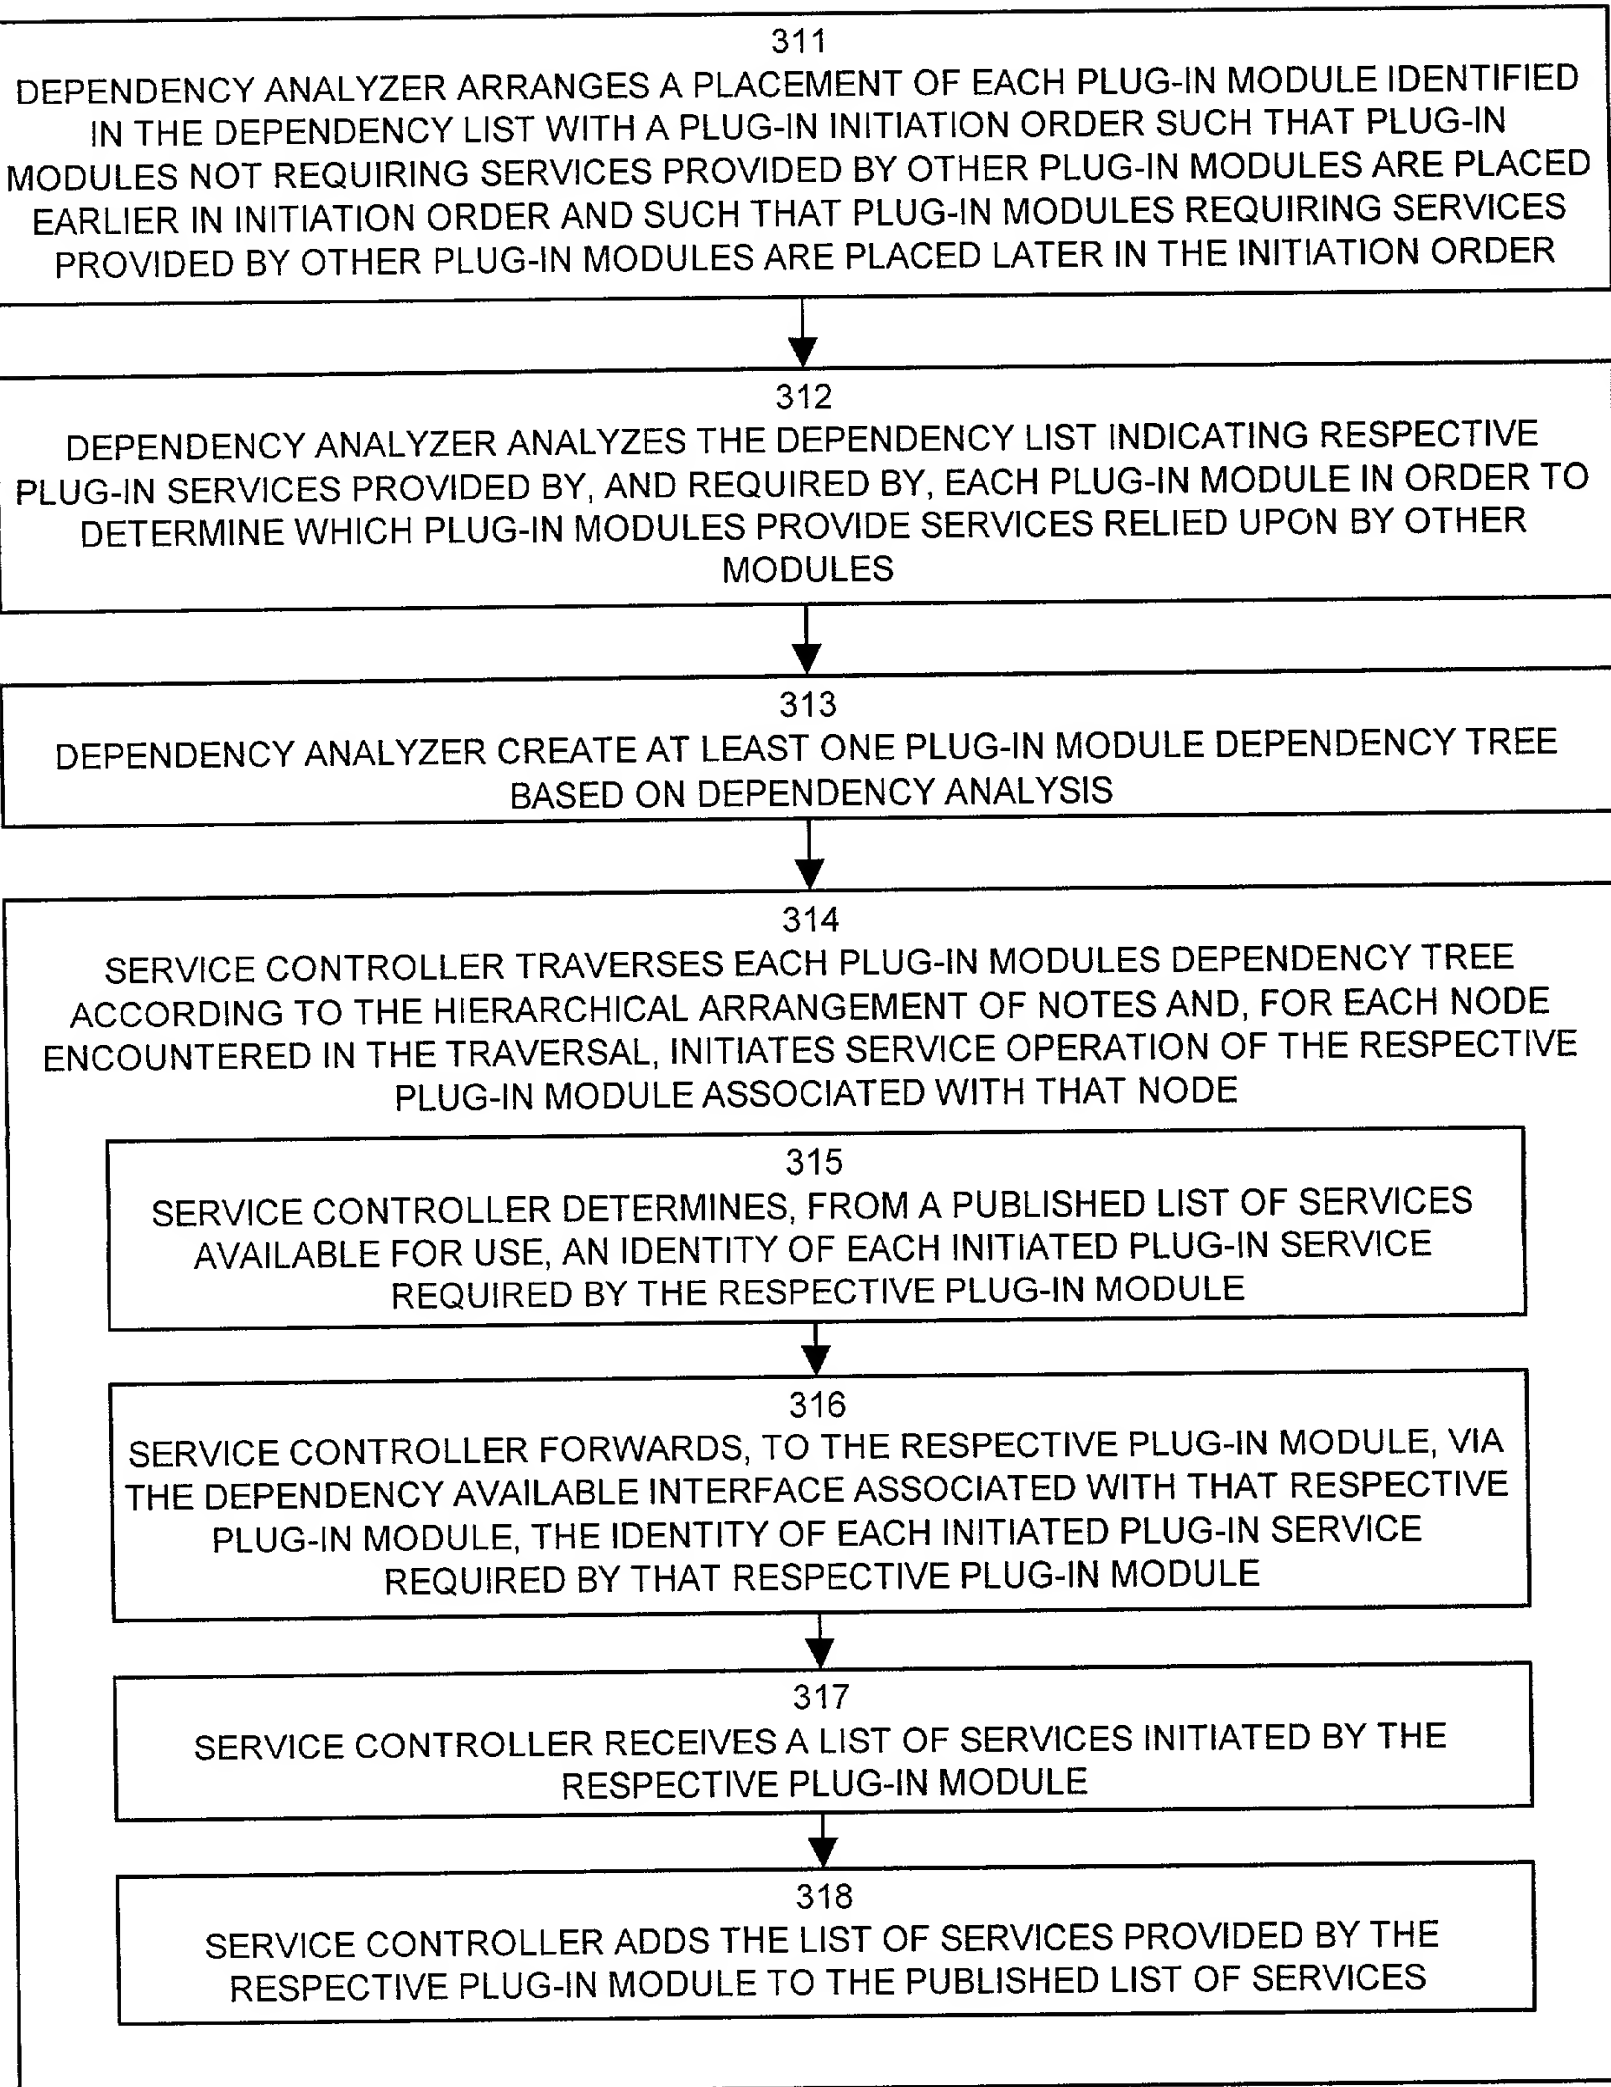 311
DEPENDENCY ANALYZER ARRANGES A PLACEMENT OF EACH PLUG-IN MODULE IDENTIFIED
IN THE DEPENDENCY LIST WITH A PLUG-IN INITIATION ORDER SUCH THAT PLUG-IN
MODULES NOT REQUIRING SERVICES PROVIDED BY OTHER PLUG-IN MODULES ARE PLACED
EARLIER IN INITIATION ORDER AND SUCH THAT PLUG-IN MODULES REQUIRING SERVICES
PROVIDED BY OTHER PLUG-IN MODULES ARE PLACED LATER IN THE INITIATION ORDER
312
DEPENDENCY ANALYZER ANALYZES THE DEPENDENCY LIST INDICATING RESPECTIVE
PLUG-IN SERVICES PROVIDED BY, AND REQUIRED BY, EACH PLUG-IN MODULE IN ORDER TO
DETERMINE WHICH PLUG-IN MODULES PROVIDE SERVICES RELIED UPON BY OTHER
MODULES
313
DEPENDENCY ANALYZER CREATE AT LEAST ONE PLUG-IN MODULE DEPENDENCY TREE
BASED ON DEPENDENCY ANALYSIS
314
SERVICE CONTROLLER TRAVERSES EACH PLUG-IN MODULES DEPENDENCY TREE
ACCORDING TO THE HIERARCHICAL ARRANGEMENT OF NOTES AND, FOR EACH NODE
ENCOUNTERED IN THE TRAVERSAL, INITIATES SERVICE OPERATION OF THE RESPECTIVE
PLUG-IN MODULE ASSOCIATED WITH THAT NODE
315
SERVICE CONTROLLER DETERMINES, FROM A PUBLISHED LIST OF SERVICES
AVAILABLE FOR USE, AN IDENTITY OF EACH INITIATED PLUG-IN SERVICE
REQUIRED BY THE RESPECTIVE PLUG-IN MODULE
316
SERVICE CONTROLLER FORWARDS, TO THE RESPECTIVE PLUG-IN MODULE, VIA
THE DEPENDENCY AVAILABLE INTERFACE ASSOCIATED WITH THAT RESPECTIVE
PLUG-IN MODULE, THE IDENTITY OF EACH INITIATED PLUG-IN SERVICE
REQUIRED BY THAT RESPECTIVE PLUG-IN MODULE
317
SERVICE CONTROLLER RECEIVES A LIST OF SERVICES INITIATED BY THE
RESPECTIVE PLUG-IN MODULE
318
SERVICE CONTROLLER ADDS THE LIST OF SERVICES PROVIDED BY THE
RESPECTIVE PLUG-IN MODULE TO THE PUBLISHED LIST OF SERVICES